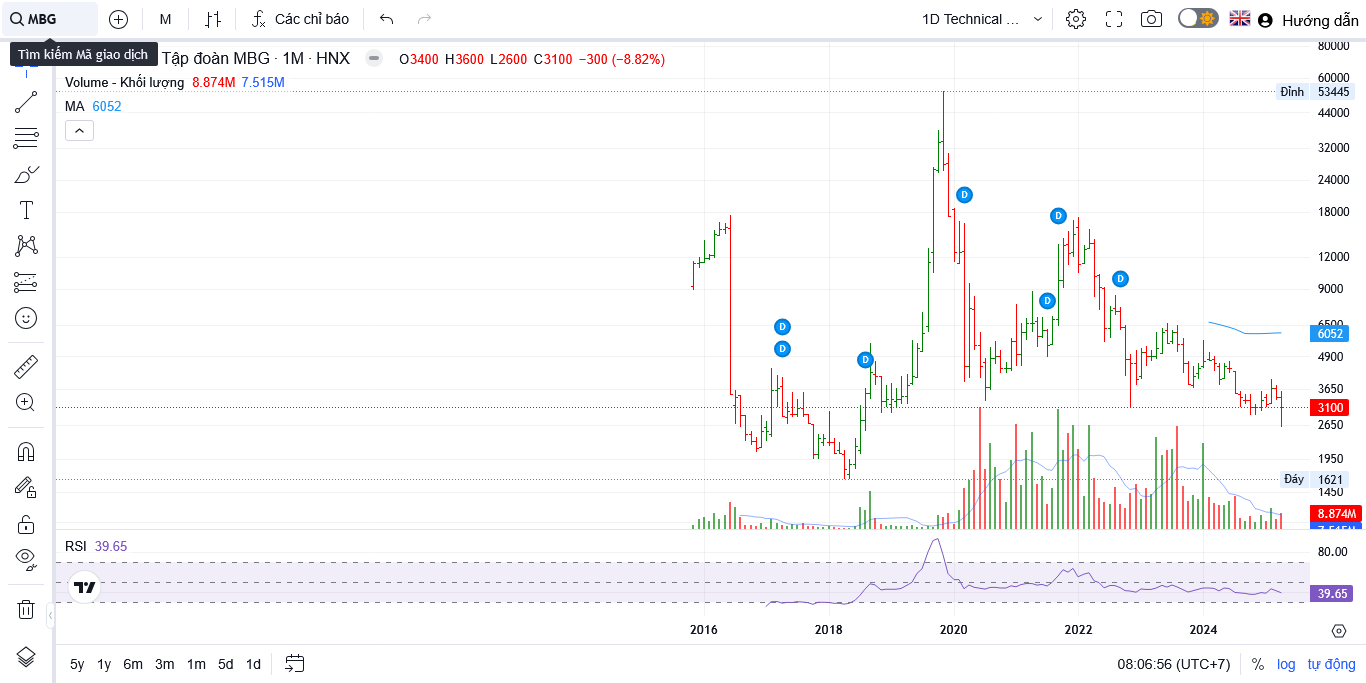 MBG
M
Các chỉ báo
1D Technical ...
Hướng dẫn
Tìm kiếm Mã giao dịch
Tập đoàn MBG · 1M · HNX
O3400 H3600 L2600 C3100 −300 (−8.82%)
Volume - Khối lượng 8.874M 7.515M
MA 6052
80000
60000
Đỉnh 53445
44000
32000
24000
18000
12000
9000
6500
6052
4900
3650
3100
2650
1950
Đáy 1621
1450
8.874M
7.515M
D
D
D
D
D
D
D
RSI 39.65
80.00
39.65
2016 2018 2020 2022 2024
5y 1y 6m 3m 1m 5d 1d
08:06:56 (UTC+7) % log tự động